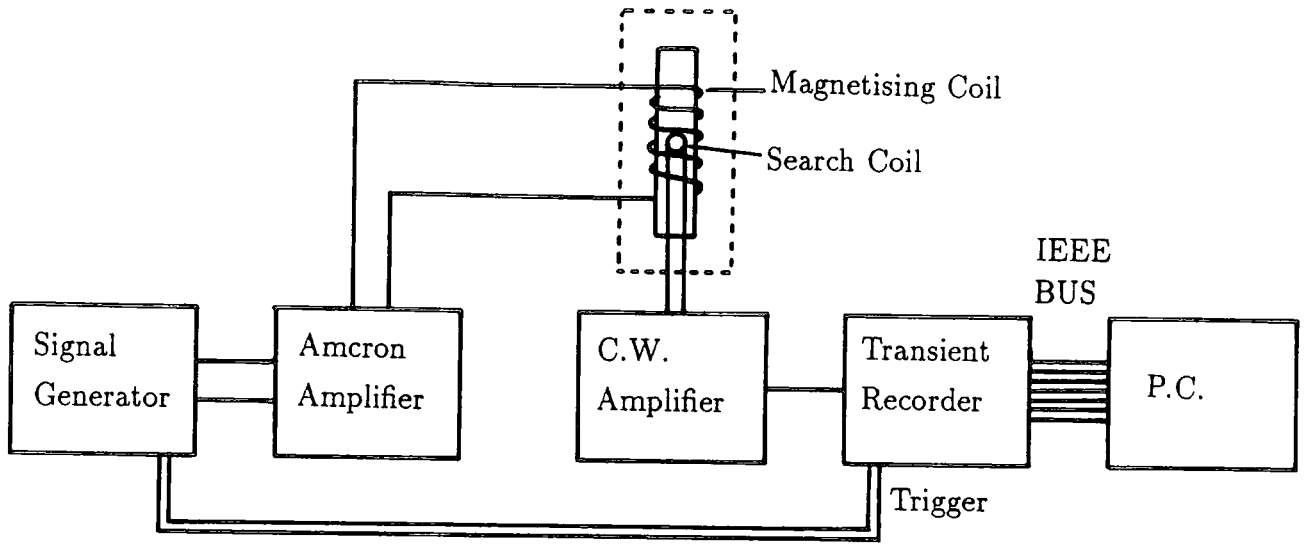 Magnetising Coil
Search Coil
IEEE
BUS
Signal
Generator
Amcron
Amplifier
C.W.
Amplifier
Transient
Recorder
P.C.
Trigger